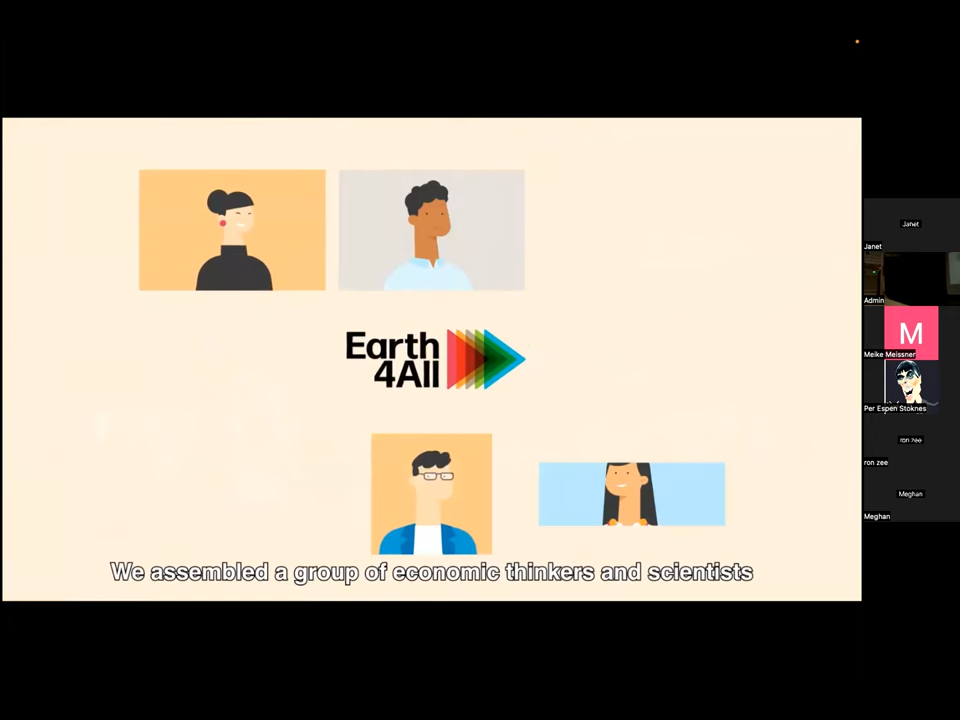 Earth
4All
We assembled a group of economic thinkers and scientists
Janet
Janet
Admin
M
Meike Meissner
Per Espen Stoknes
ron zee
ron zee
Meghan
Meghan